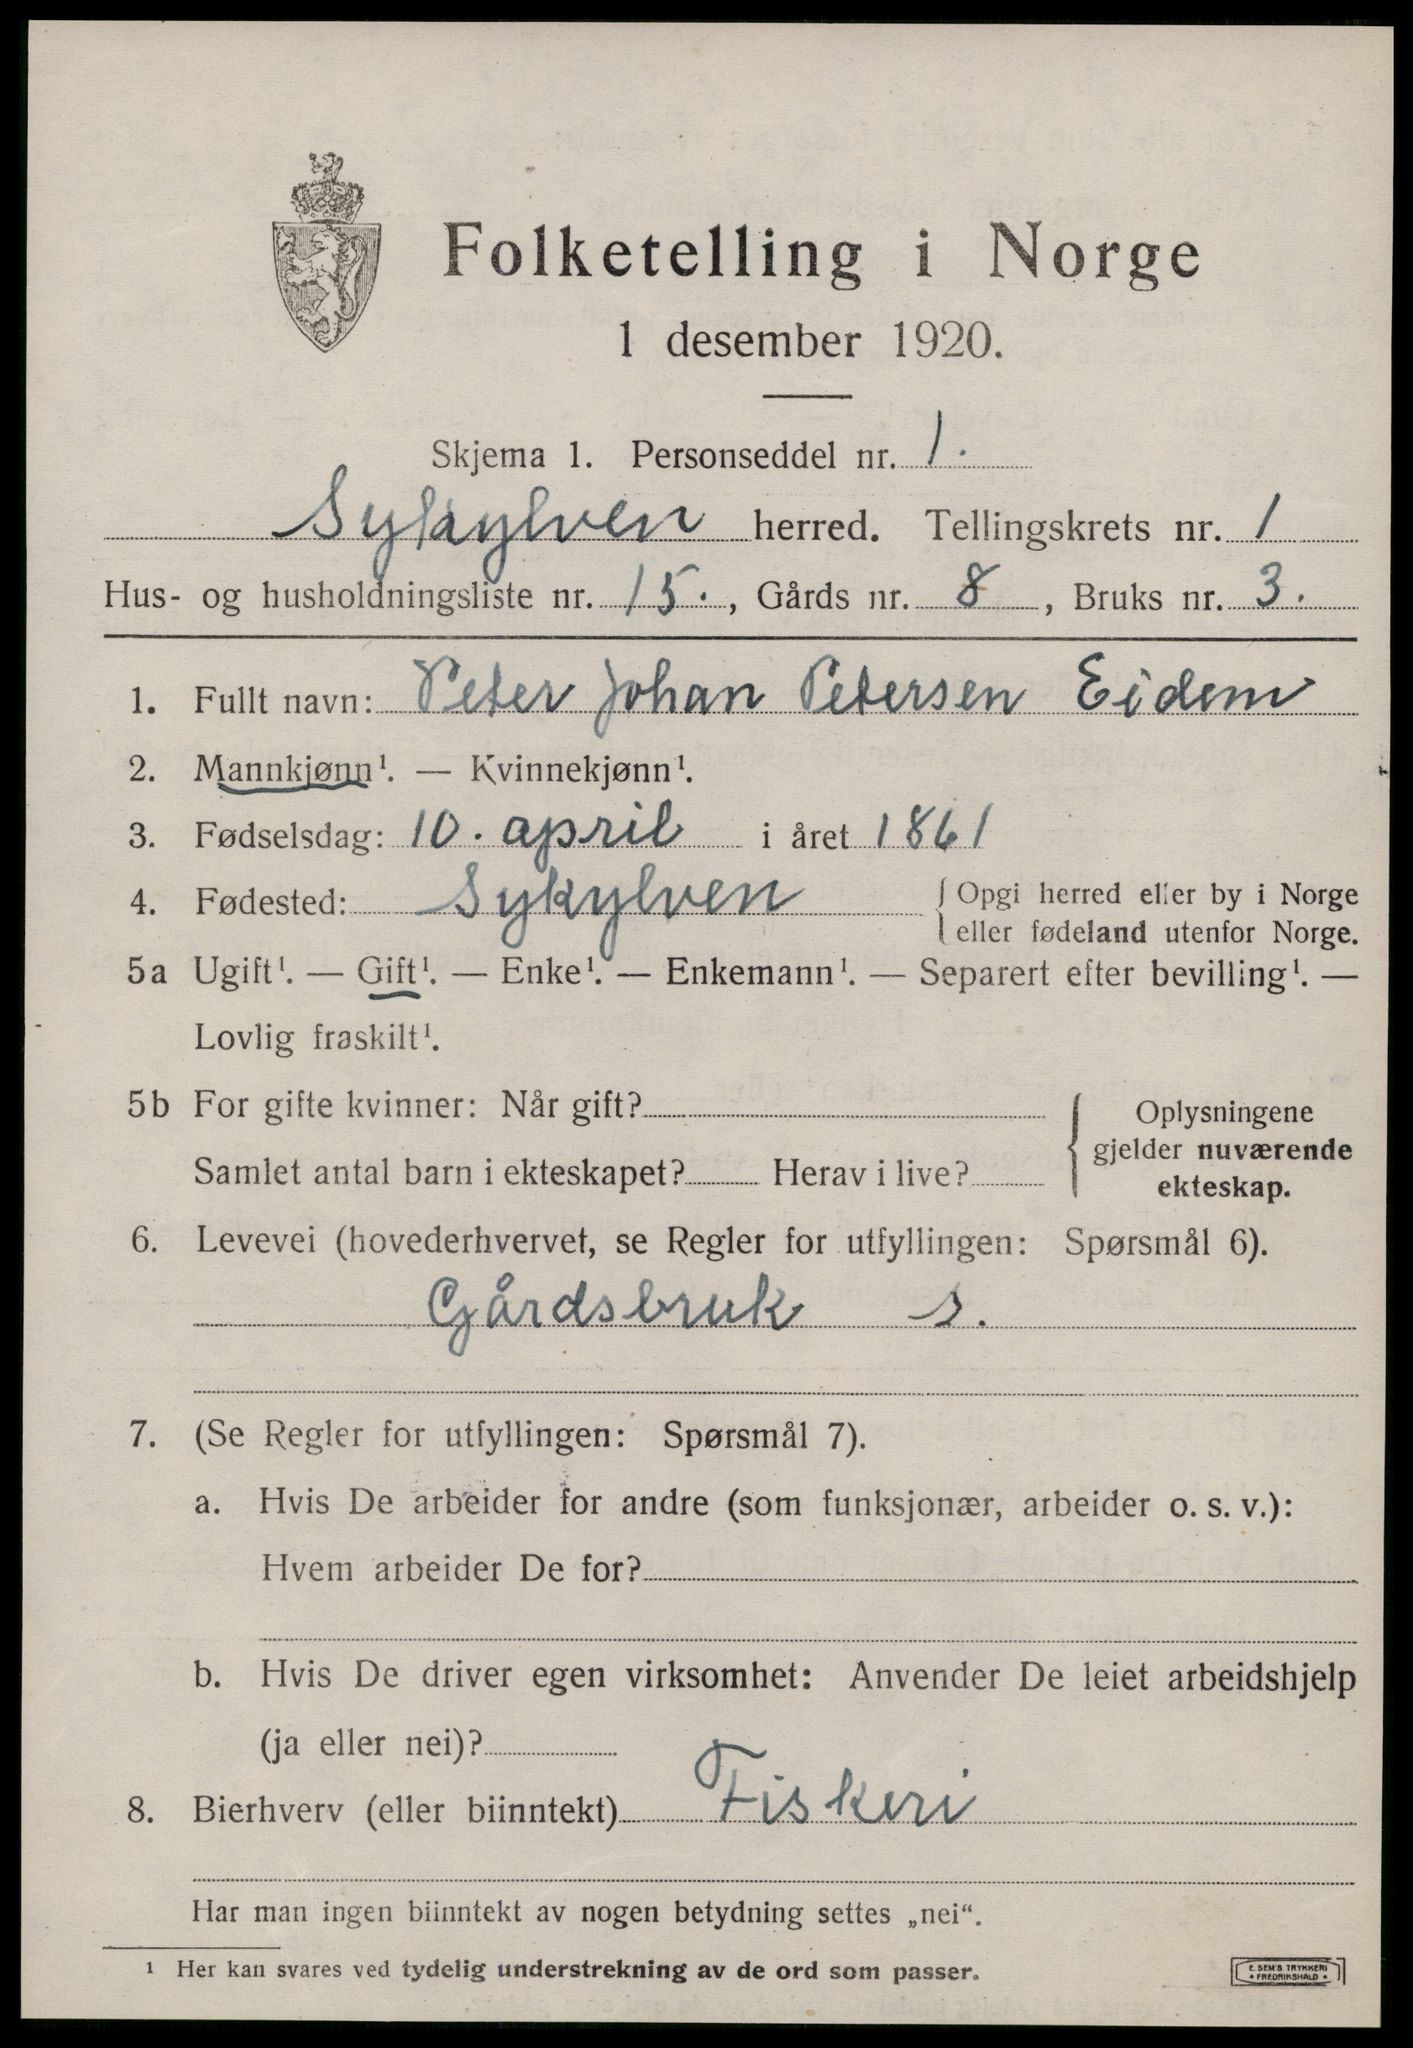 Folketelling i Norge
1 desember 1920.
Skjema 1. Personseddel nr. 1.
Sykylven herred. Tellingskrets nr. 1
Hus- og husholdningsliste nr. 15., Gårds nr. 8, Bruks nr. 3.
1. Fullt navn: Peter Johan Petersen Eidem
2. Mannkjønn¹. — Kvinnekjønn¹.
3. Fødselsdag: 10. april i året 1861
4. Fødested: Sykylven { Opgi herred eller by i Norge
eller fødeland utenfor Norge.
5a Ugift¹. — Gift¹. — Enke¹. — Enkemann¹. — Separert efter bevilling¹. —
Lovlig fraskilt¹.
5b For gifte kvinner: Når gift? { Oplysningene
gjelder nuværende
Samlet antal barn i ekteskapet? Herav i live? ekteskap.
6. Levevei (hovederhvervet, se Regler for utfyllingen: Spørsmål 6).
Gårdsbruk s.
7. (Se Regler for utfyllingen: Spørsmål 7).
a. Hvis De arbeider for andre (som funksjonær, arbeider o. s. v.):
Hvem arbeider De for?
b. Hvis De driver egen virksomhet: Anvender De leiet arbeidshjelp
(ja eller nei)?
8. Bierhverv (eller biinntekt) Fiskeri
Har man ingen biinntekt av nogen betydning settes „nei“.
¹ Her kan svares ved tydelig understrekning av de ord som passer.
E. SEM'S TRYKKERI
• FREDRIKSHALD •